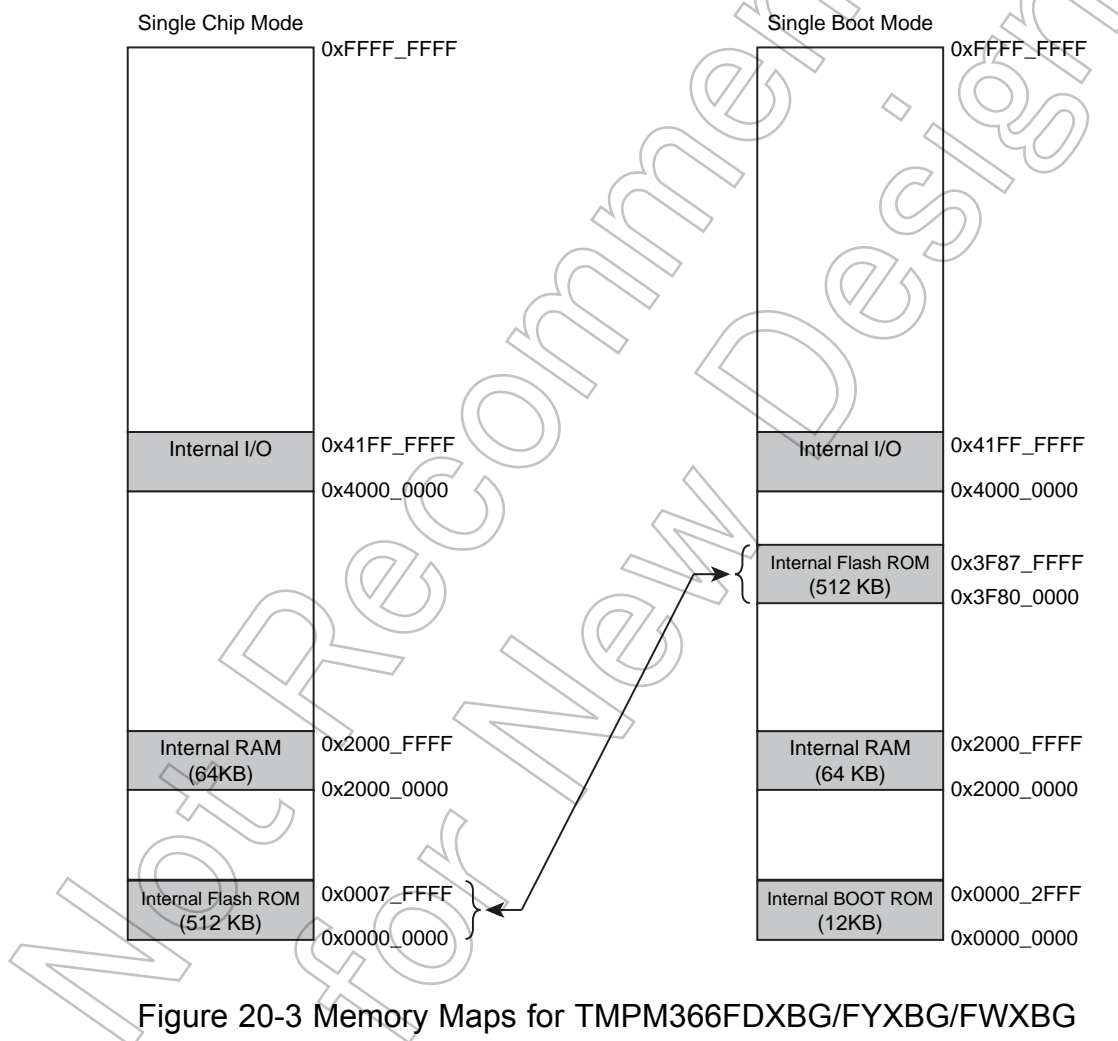 Single Chip Mode
0xFFFF_FFFF
Internal I/O
0x41FF_FFFF
0x4000_0000
Internal RAM
(64KB)
0x2000_FFFF
0x2000_0000
Internal Flash ROM
(512 KB)
0x0007_FFFF
0x0000_0000
Single Boot Mode
0xFFFF_FFFF
Internal I/O
0x41FF_FFFF
0x4000_0000
Internal Flash ROM
(512 KB)
0x3F87_FFFF
0x3F80_0000
Internal RAM
(64 KB)
0x2000_FFFF
0x2000_0000
Internal BOOT ROM
(12KB)
0x0000_2FFF
0x0000_0000
Figure 20-3 Memory Maps for TMPM366FDXBG/FYXBG/FWXBG
Not Recommen
for New Design